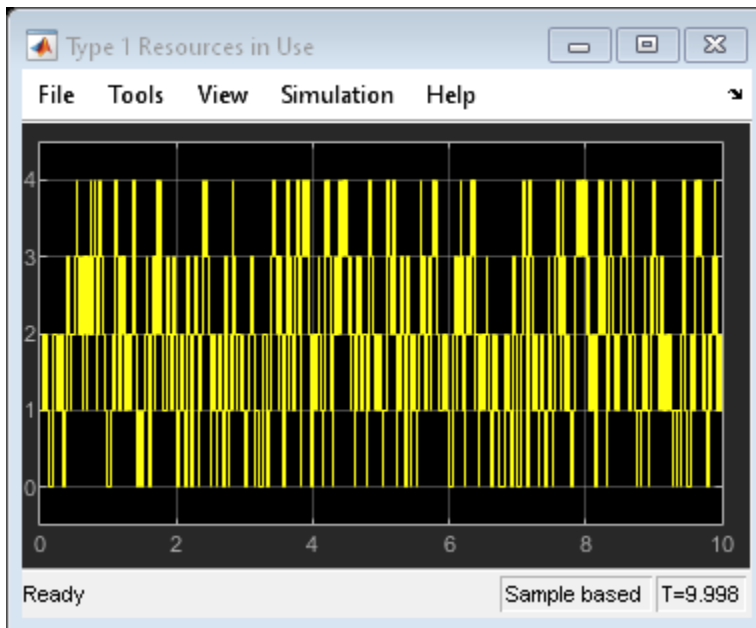 Type 1 Resources in Use
File Tools View Simulation Help
4
3
2
1
0
0 2 4 6 8 10
Ready Sample based T=9.998